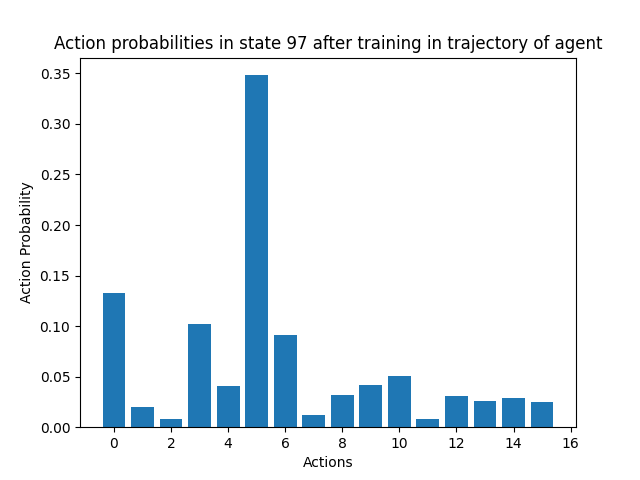 Action probabilities in state 97 after training in trajectory of agent
0.35
0.30
0.25
0.20
0.15
0.10
0.05
0.00
Action Probability
0 2 4 6 8 10 12 14 16
Actions